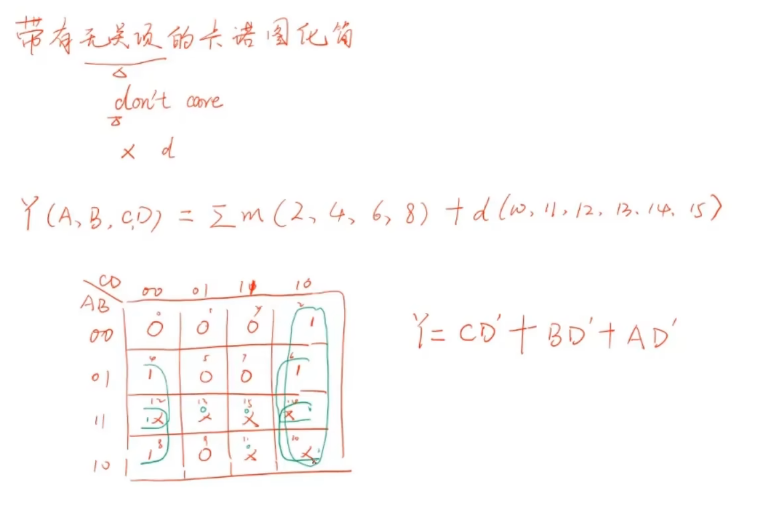 带有无关项的卡诺图化简
don't care
× d
Y(A,B,C,D) = ∑m(2,4,6,8) + d(10,11,12,13,14,15)
CD 00 01 11 10
AB
00 0 0 0 1
01 1 0 0 1
11 × × × ×
10 1 0 × ×
Y = CD' + BD' + AD'